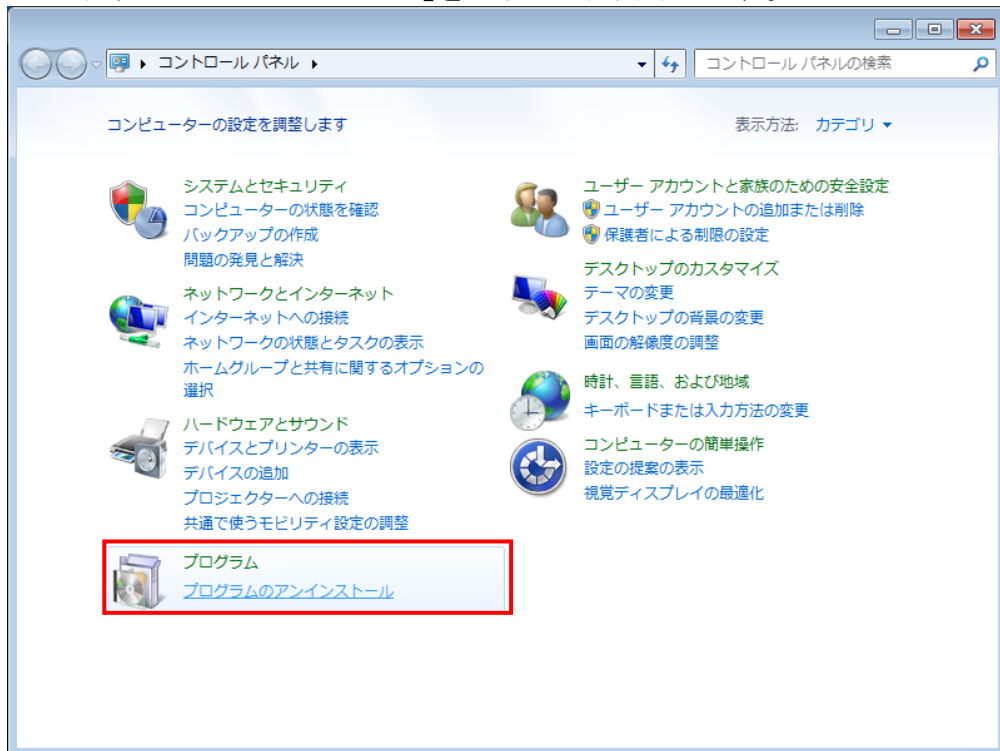 コントロール パネル
コントロール パネルの検索
コンピューターの設定を調整します
表示方法: カテゴリ
システムとセキュリティ
コンピューターの状態を確認
バックアップの作成
問題の発見と解決
ネットワークとインターネット
インターネットへの接続
ネットワークの状態とタスクの表示
ホームグループと共有に関するオプションの
選択
ハードウェアとサウンド
デバイスとプリンターの表示
デバイスの追加
プロジェクターへの接続
共通で使うモビリティ設定の調整
プログラム
プログラムのアンインストール
ユーザー アカウントと家族のための安全設定
ユーザー アカウントの追加または削除
保護者による制限の設定
デスクトップのカスタマイズ
テーマの変更
デスクトップの背景の変更
画面の解像度の調整
時計、言語、および地域
キーボードまたは入力方法の変更
コンピューターの簡単操作
設定の提案の表示
視覚ディスプレイの最適化